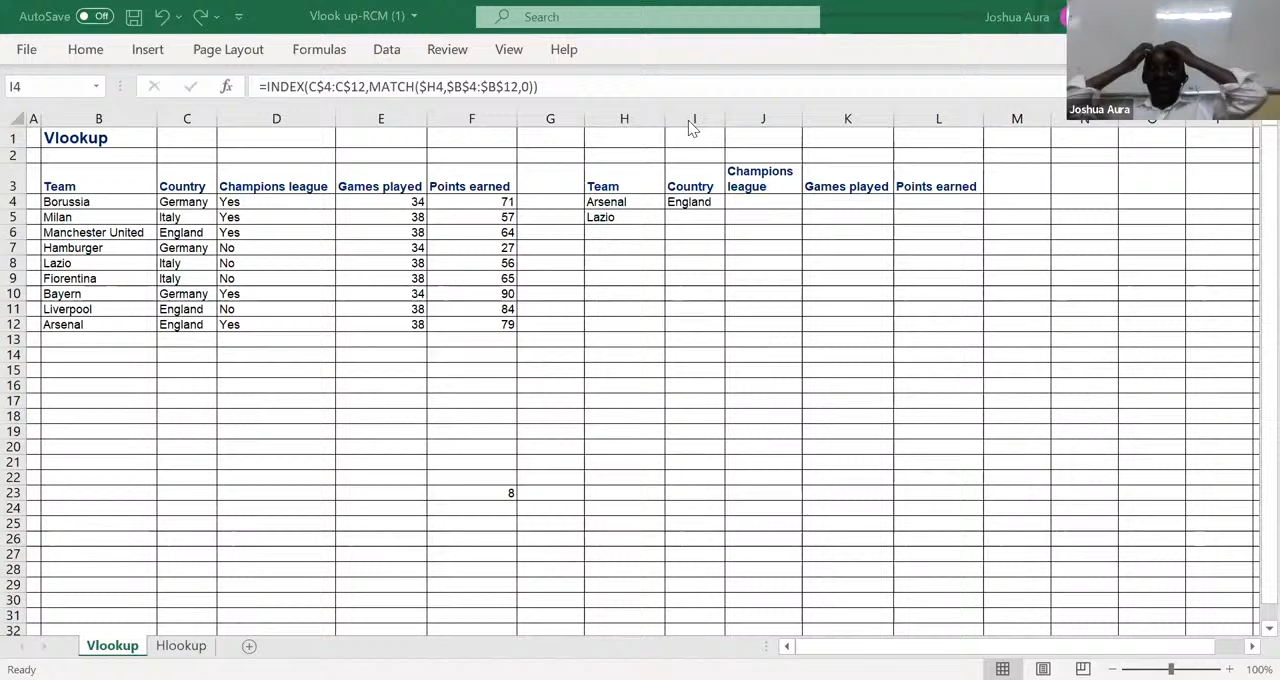 AutoSave Off Vlook up-RCM (1) Search Joshua Aura
File Home Insert Page Layout Formulas Data Review View Help
I4 fx =INDEX(C$4:C$12,MATCH($H4,$B$4:$B$12,0))
Joshua Aura
A B C D E F G H I J K L M
1 Vlookup
2
3 Team Country Champions league Games played Points earned Team Country Champions league Games played Points earned
4 Borussia Germany Yes 34 71 Arsenal England
5 Milan Italy Yes 38 57 Lazio
6 Manchester United England Yes 38 64
7 Hamburger Germany No 34 27
8 Lazio Italy No 38 56
9 Fiorentina Italy No 38 65
10 Bayern Germany Yes 34 90
11 Liverpool England No 38 84
12 Arsenal England Yes 38 79
13
14
15
16
17
18
19
20
21
22
23 8
24
25
26
27
28
29
30
31
32
Vlookup Hlookup
Ready 100%